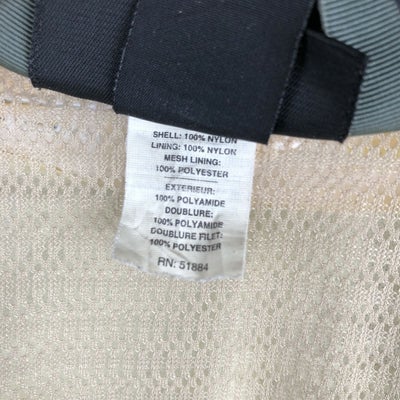 SHELL: 100% NYLON
LINING: 100% NYLON
MESH LINING:
100% POLYESTER
EXTERIEUR:
100% POLYAMIDE
DOUBLURE:
100% POLYAMIDE
DOUBLURE FILET:
100% POLYESTER
RN: 51884